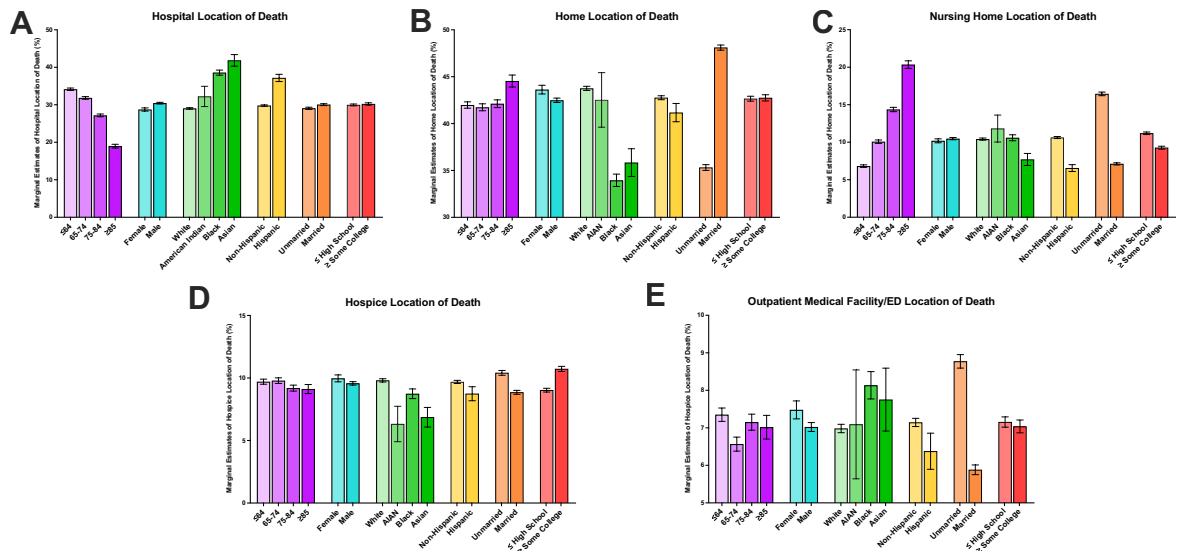 A
Hospital Location of Death
Marginal Estimates of Hospital Location of Death (%)
50
40
30
20
10
0
≤64
65-74
75-84
≥85
Female
Male
White
American Indian
Black
Asian
Non-Hispanic
Hispanic
Unmarried
Married
≤ High School
≥ Some College
B
Home Location of Death
Marginal Estimates of Home Location of Death (%)
50
45
40
35
30
≤64
65-74
75-84
≥85
Female
Male
White
AIAN
Black
Asian
Non-Hispanic
Hispanic
Unmarried
Married
≤ High School
≥ Some College
C
Nursing Home Location of Death
Marginal Estimates of Home Location of Death (%)
25
20
15
10
5
0
≤64
65-74
75-84
≥85
Female
Male
White
AIAN
Black
Asian
Non-Hispanic
Hispanic
Unmarried
Married
≤ High School
≥ Some College
D
Hospice Location of Death
Marginal Estimates of Hospice Location of Death (%)
15
10
5
0
≤64
65-74
75-84
≥85
Female
Male
White
AIAN
Black
Asian
Non-Hispanic
Hispanic
Unmarried
Married
≤ High School
≥ Some College
E
Outpatient Medical Facility/ED Location of Death
Marginal Estimates of Hospice Location of Death (%)
10
9
8
7
6
5
≤64
65-74
75-84
≥85
Female
Male
White
AIAN
Black
Asian
Non-Hispanic
Hispanic
Unmarried
Married
≤ High School
≥ Some College